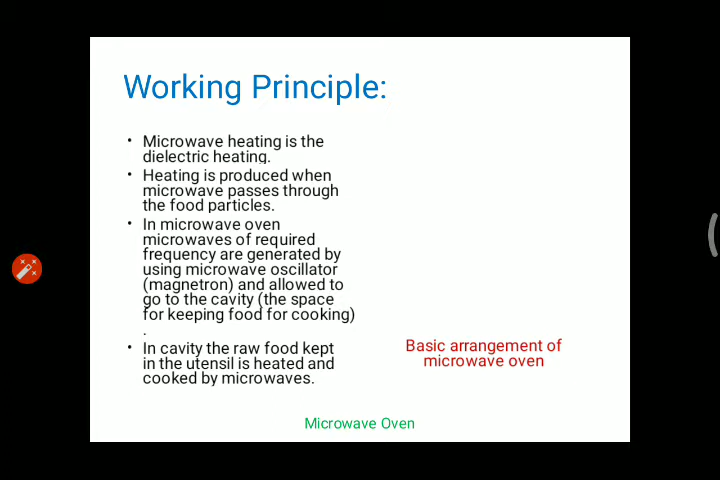 Working Principle:
• Microwave heating is the
dielectric heating.
• Heating is produced when
microwave passes through
the food particles.
• In microwave oven
microwaves of required
frequency are generated by
using microwave oscillator
(magnetron) and allowed to
go to the cavity (the space
for keeping food for cooking)
.
• In cavity the raw food kept
in the utensil is heated and
cooked by microwaves.
Basic arrangement of
microwave oven
Microwave Oven